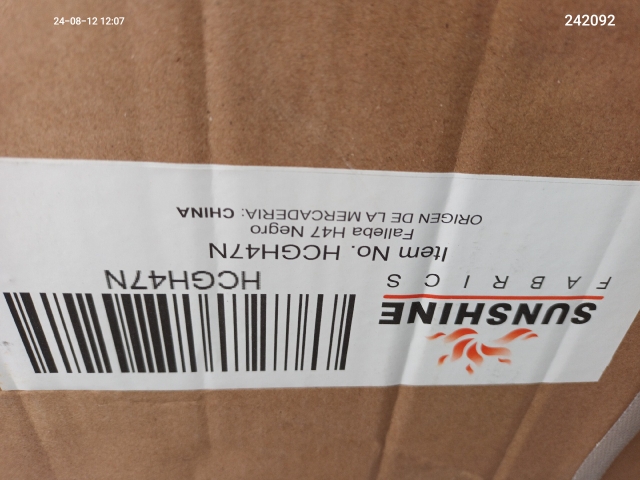 24-08-12 12:07
242092
SUNSHINE
FABRICS
HCGH47N
Item No. HCGH47N
Falleba H47 Negro
ORIGEN DE LA MERCADERIA: CHINA